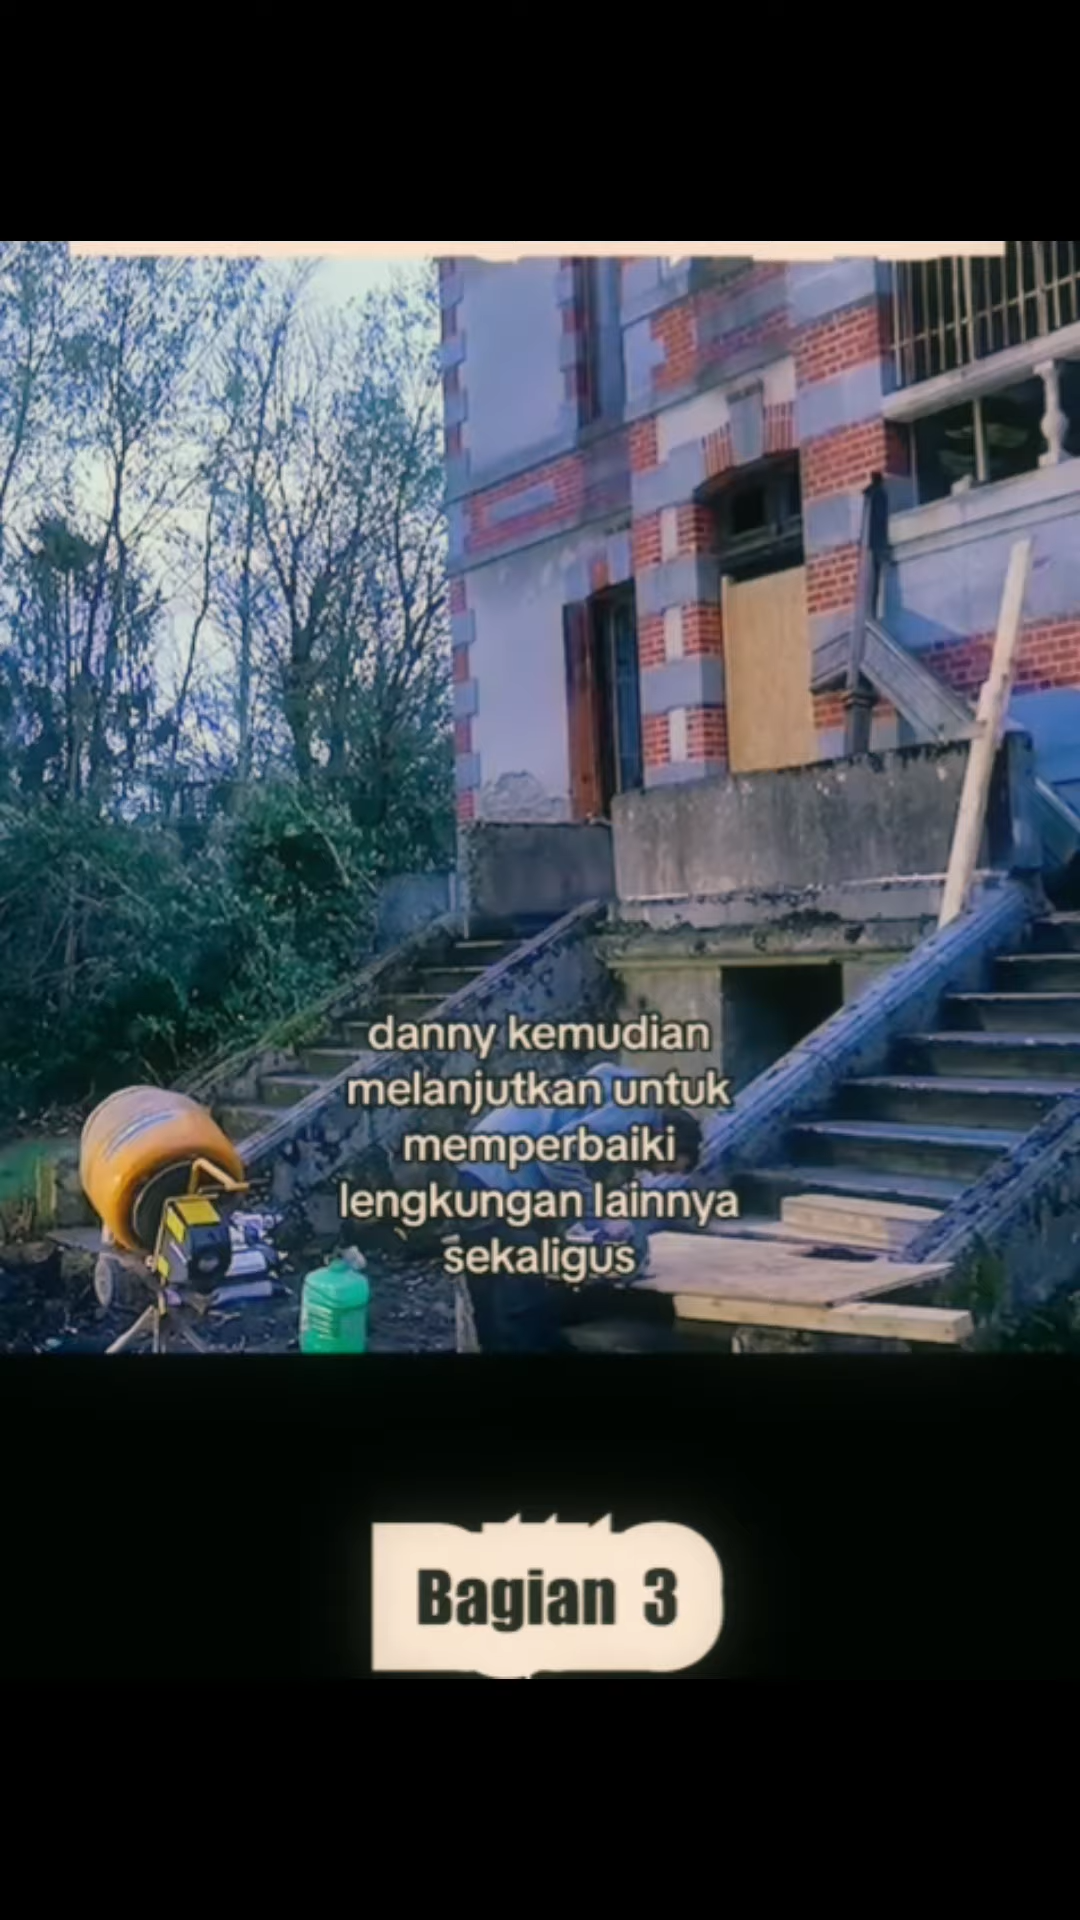 danny kemudian
melanjutkan untuk
memperbaiki
lengkungan lainnya
sekaligus
Bagian 3